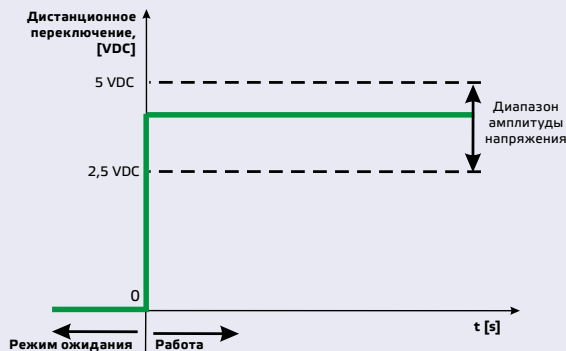 Дистанционное
переключение,
[VDC]
5 VDC
Диапазон
амплитуды
напряжения
2,5 VDC
0
t [s]
Режим ожидания
Работа